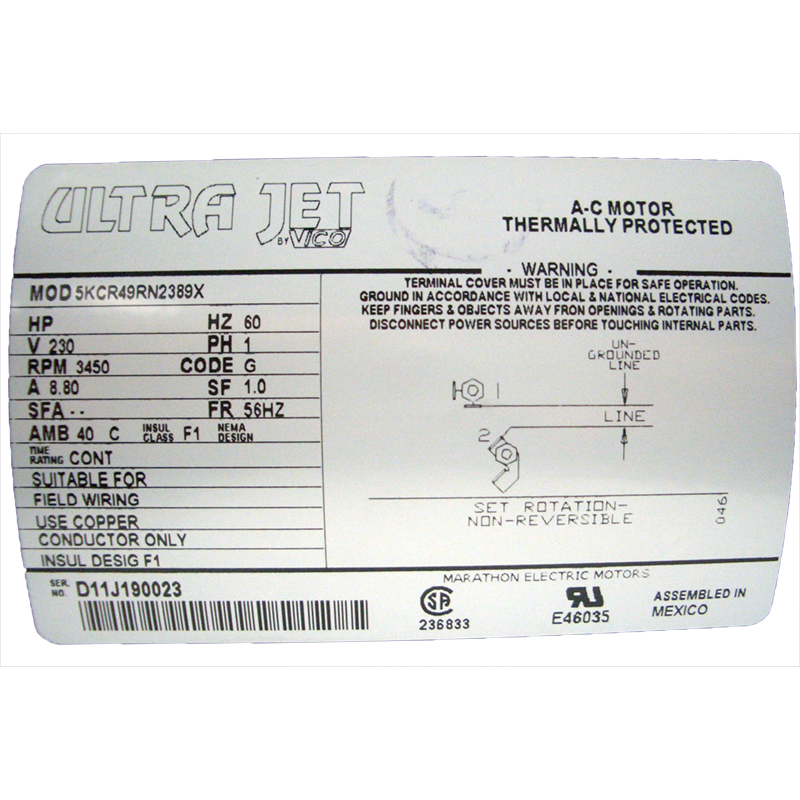 ULTRA JET
BY VICO
A-C MOTOR
THERMALLY PROTECTED
MOD 5KCR49RN2389X
HP HZ 60
V 230 PH 1
RPM 3450 CODE G
A 8.80 SF 1.0
SFA -- FR 56HZ
AMB 40 C INSUL CLASS F1 NEMA DESIGN
TIME RATING CONT
SUITABLE FOR
FIELD WIRING
USE COPPER
CONDUCTOR ONLY
INSUL DESIG F1
· WARNING ·
TERMINAL COVER MUST BE IN PLACE FOR SAFE OPERATION.
GROUND IN ACCORDANCE WITH LOCAL & NATIONAL ELECTRICAL CODES.
KEEP FINGERS & OBJECTS AWAY FRON OPENINGS & ROTATING PARTS.
DISCONNECT POWER SOURCES BEFORE TOUCHING INTERNAL PARTS.
UN-
GROUNDED
LINE
1
LINE
2
SET ROTATION-
NON-REVERSIBLE
046
SER. NO. D11J190023
MARATHON ELECTRIC MOTORS
SP
236833
RU
E46035
ASSEMBLED IN
MEXICO